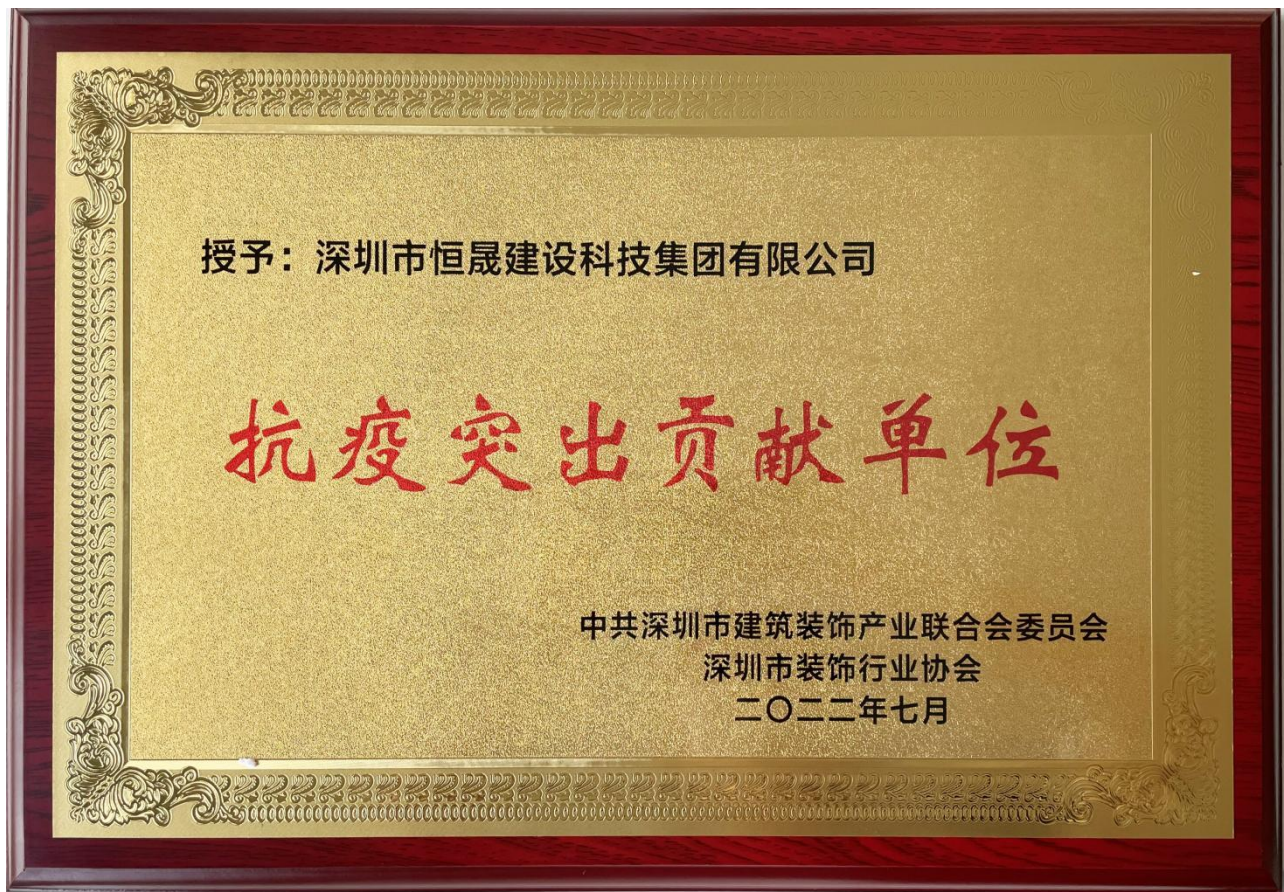 授予：深圳市恒晟建设科技集团有限公司
抗疫突出贡献单位
中共深圳市建筑装饰产业联合会委员会
深圳市装饰行业协会
二〇二二年七月